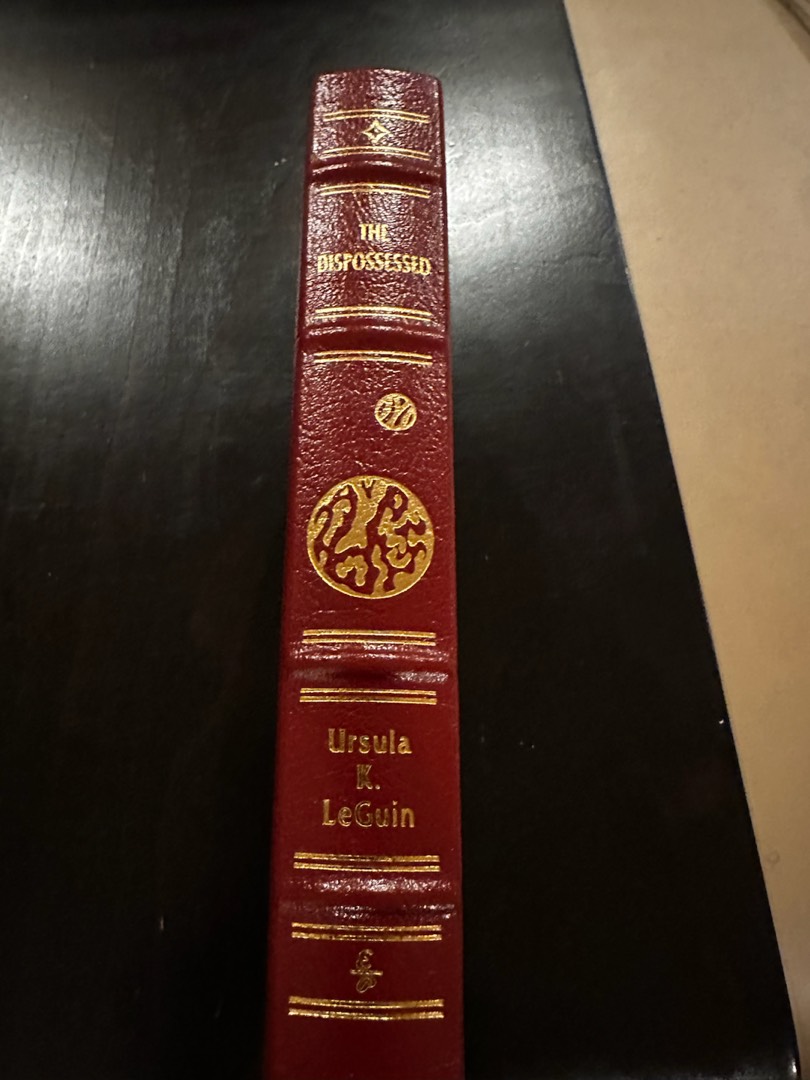 THE
DISPOSSESSED
Ursula
K.
LeGuin